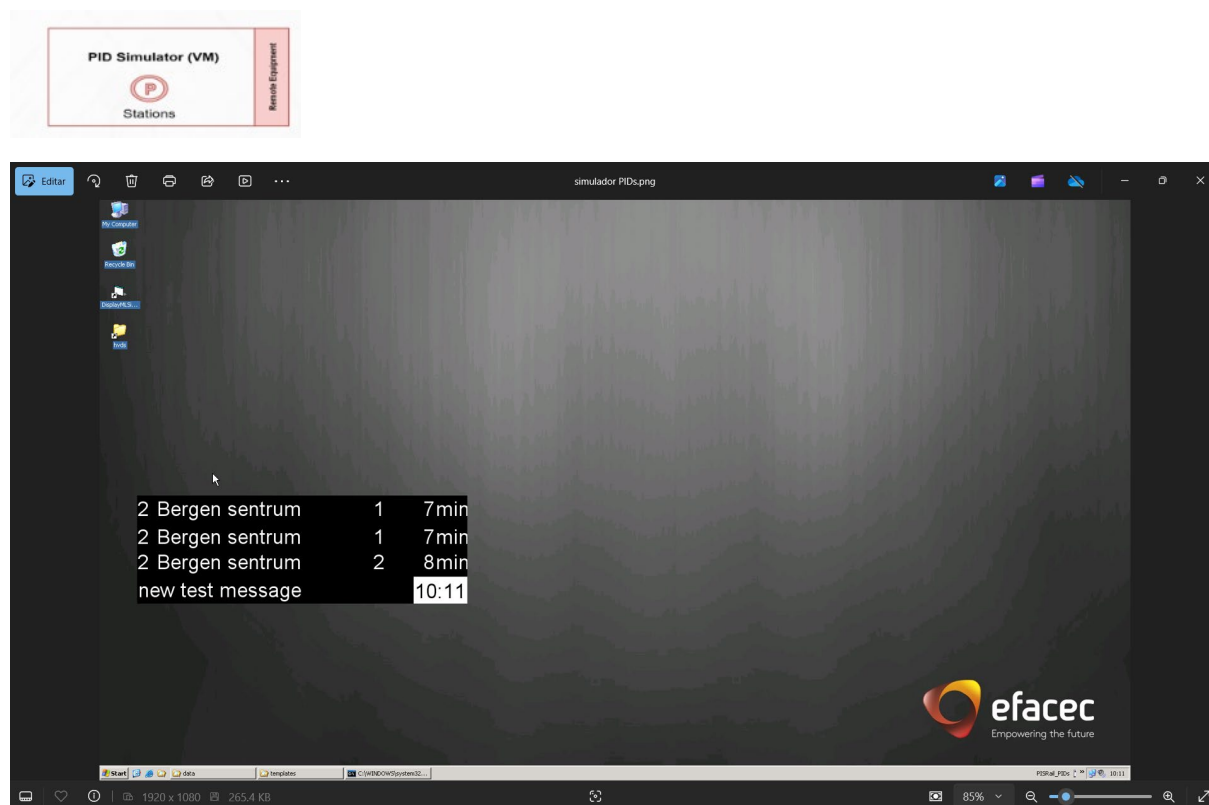 PID Simulator (VM)
P
Stations
Remote Equipment
Editar
simulador PIDs.png
My Computer
Recycle Bin
DisplayMLSi...
hvds
2 Bergen sentrum 1 7min
2 Bergen sentrum 1 7min
2 Bergen sentrum 2 8min
new test message 10:11
efacec
Empowering the future
Start data templates C:\WINDOWS\system32... PISRail_PIDs 10:11
1920 x 1080 265.4 KB 85%